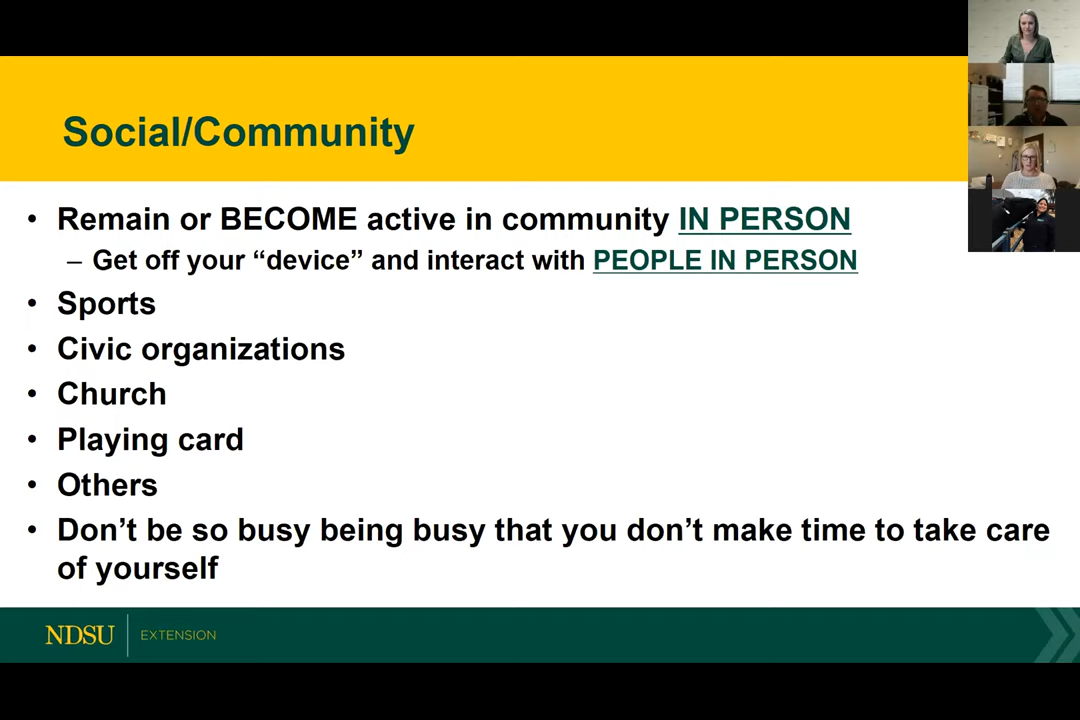 Social/Community
• Remain or BECOME active in community IN PERSON
– Get off your “device” and interact with PEOPLE IN PERSON
• Sports
• Civic organizations
• Church
• Playing card
• Others
• Don’t be so busy being busy that you don’t make time to take care
of yourself
NDSU EXTENSION